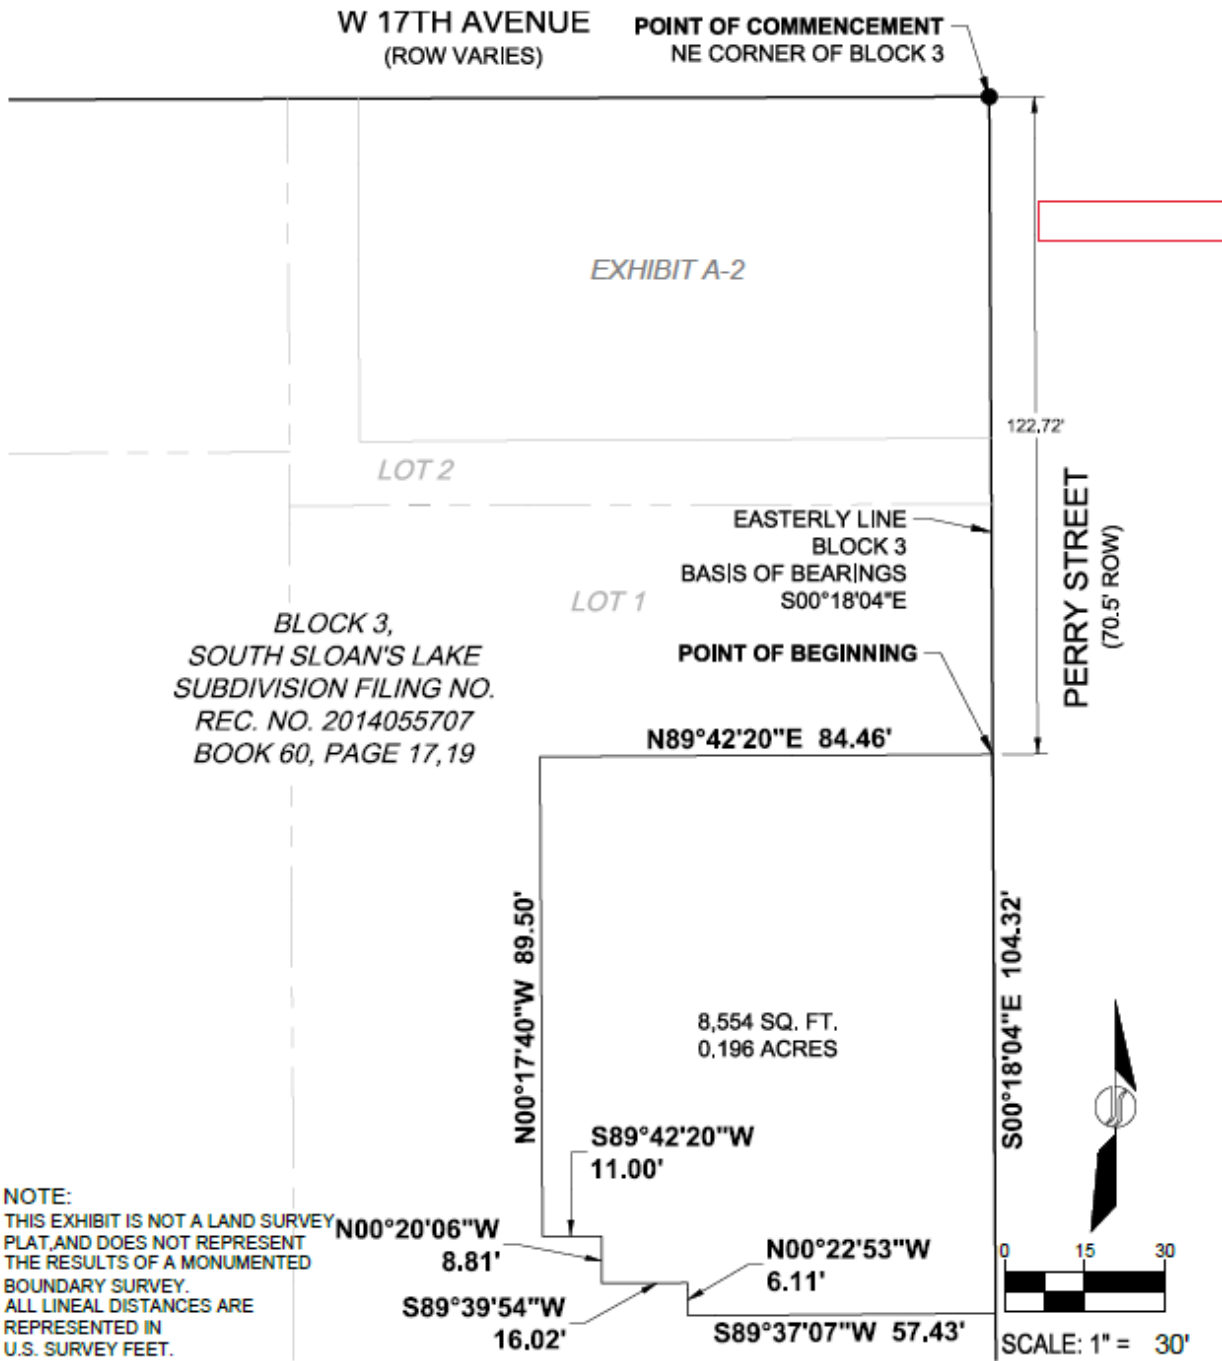 W 17TH AVENUE
(ROW VARIES)
POINT OF COMMENCEMENT
NE CORNER OF BLOCK 3
EXHIBIT A-2
122.72'
LOT 2
EASTERLY LINE
BLOCK 3
BASIS OF BEARINGS
S00°18'04"E
PERRY STREET
(70.5' ROW)
LOT 1
BLOCK 3,
SOUTH SLOAN'S LAKE
SUBDIVISION FILING NO.
REC. NO. 2014055707
BOOK 60, PAGE 17,19
POINT OF BEGINNING
N89°42'20"E 84.46'
N00°17'40"W 89.50'
S00°18'04"E 104.32'
8,554 SQ. FT.
0.196 ACRES
S89°42'20"W
11.00'
N00°20'06"W
8.81'
N00°22'53"W
6.11'
S89°39'54"W
16.02'
S89°37'07"W 57.43'
NOTE:
THIS EXHIBIT IS NOT A LAND SURVEY
PLAT,AND DOES NOT REPRESENT
THE RESULTS OF A MONUMENTED
BOUNDARY SURVEY.
ALL LINEAL DISTANCES ARE
REPRESENTED IN
U.S. SURVEY FEET.
0 15 30
SCALE: 1" = 30'